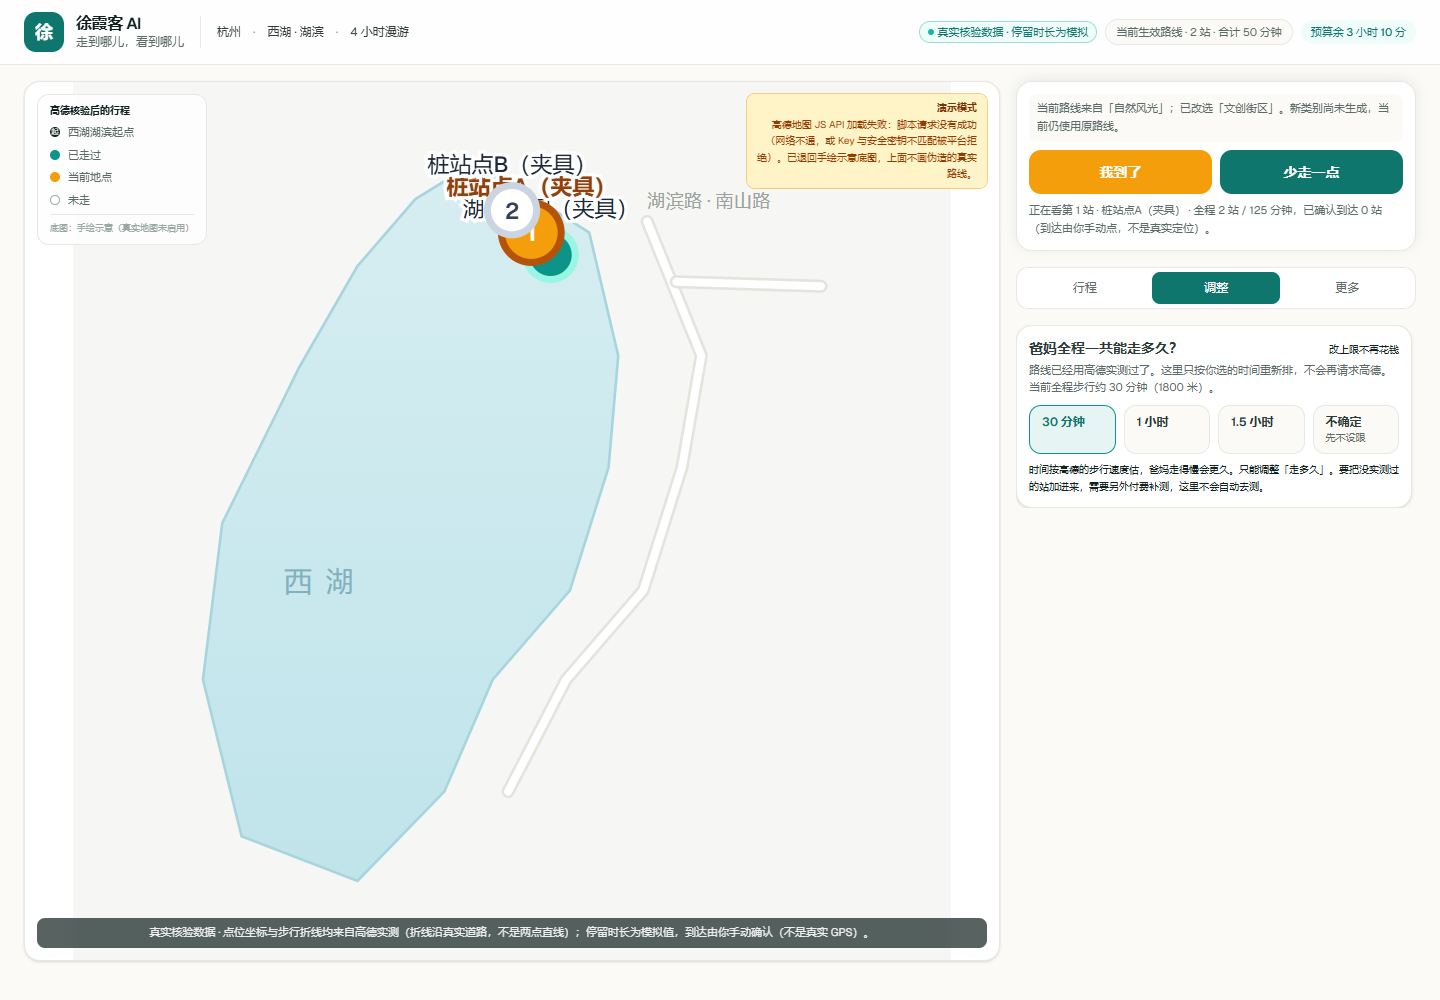 徐
徐霞客 AI
走到哪儿，看到哪儿
杭州 · 西湖·湖滨 · 4 小时漫游
真实核验数据 · 停留时长为模拟
当前生效路线 · 2 站 · 合计 50 分钟
预算余 3 小时 10 分
高德核验后的行程
起 西湖湖滨起点
已走过
当前地点
未走
底图：手绘示意（真实地图未启用）
演示模式
高德地图 JS API 加载失败：脚本请求没有成功
（网络不通，或 Key 与安全密钥不匹配被平台拒
绝）。已退回手绘示意底图，上面不画伪造的真实
路线。
桩站点B（夹具）
桩站点A（夹具）
湖
（夹具）
2
1
湖滨路 · 南山路
西 湖
真实核验数据 · 点位坐标与步行折线均来自高德实测（折线沿真实道路，不是两点直线）；停留时长为模拟值，到达由你手动确认（不是真实 GPS）。
当前路线来自「自然风光」；已改选「文创街区」。新类别尚未生成，当
前仍使用原路线。
我到了
少走一点
正在看第 1 站 · 桩站点A（夹具） · 全程 2 站 / 125 分钟，已确认到达 0 站
（到达由你手动点，不是真实定位）。
行程
调整
更多
爸妈全程一共能走多久？
改上限不再花钱
路线已经用高德实测过了。这里只按你选的时间重新排，不会再请求高德。
当前全程步行约 30 分钟（1800 米）。
30 分钟
1 小时
1.5 小时
不确定
先不设限
时间按高德的步行速度估，爸妈走得慢会更久。只能调整「走多久」。要把没实测过
的站加进来，需要另外付费补测，这里不会自动去测。